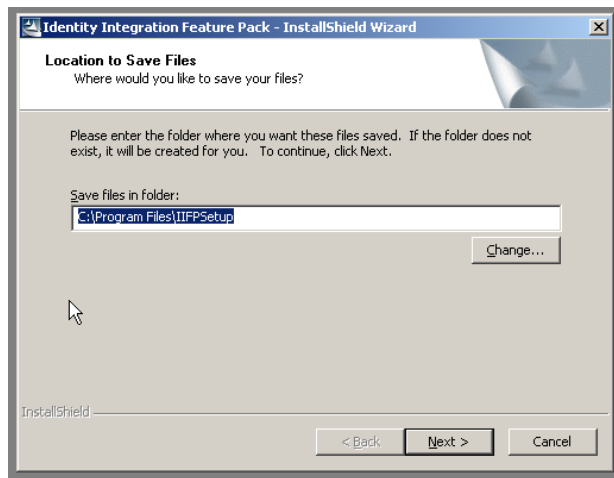 Identity Integration Feature Pack - InstallShield Wizard
Location to Save Files
Where would you like to save your files?
Please enter the folder where you want these files saved. If the folder does not
exist, it will be created for you. To continue, click Next.
Save files in folder:
C:\Program Files\IIFPSetup
Change...
InstallShield
< Back Next > Cancel